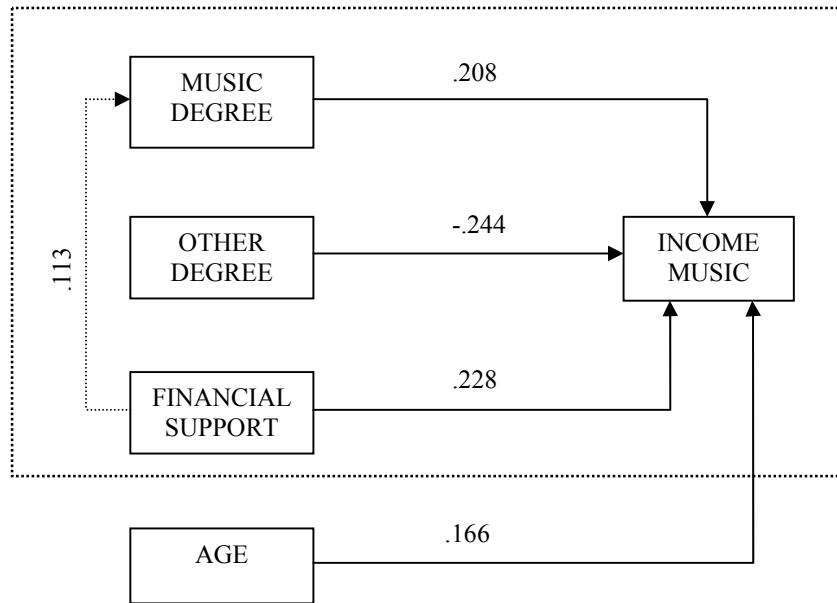 MUSIC
DEGREE
.208
OTHER
DEGREE
-.244
INCOME
MUSIC
.113
FINANCIAL
SUPPORT
.228
AGE
.166